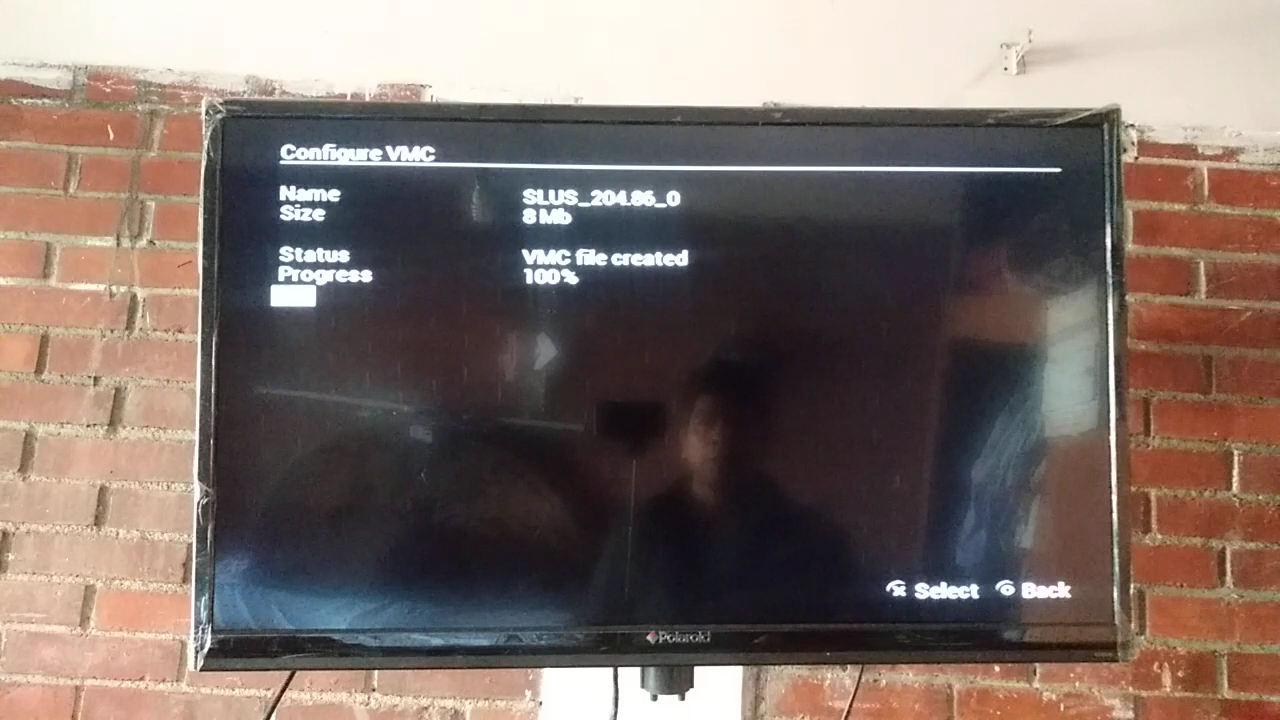 Configure VMC
Name SLUS_204.86_0
Size 8 Mb
Status VMC file created
Progress 100%
Select Back
Polaroid